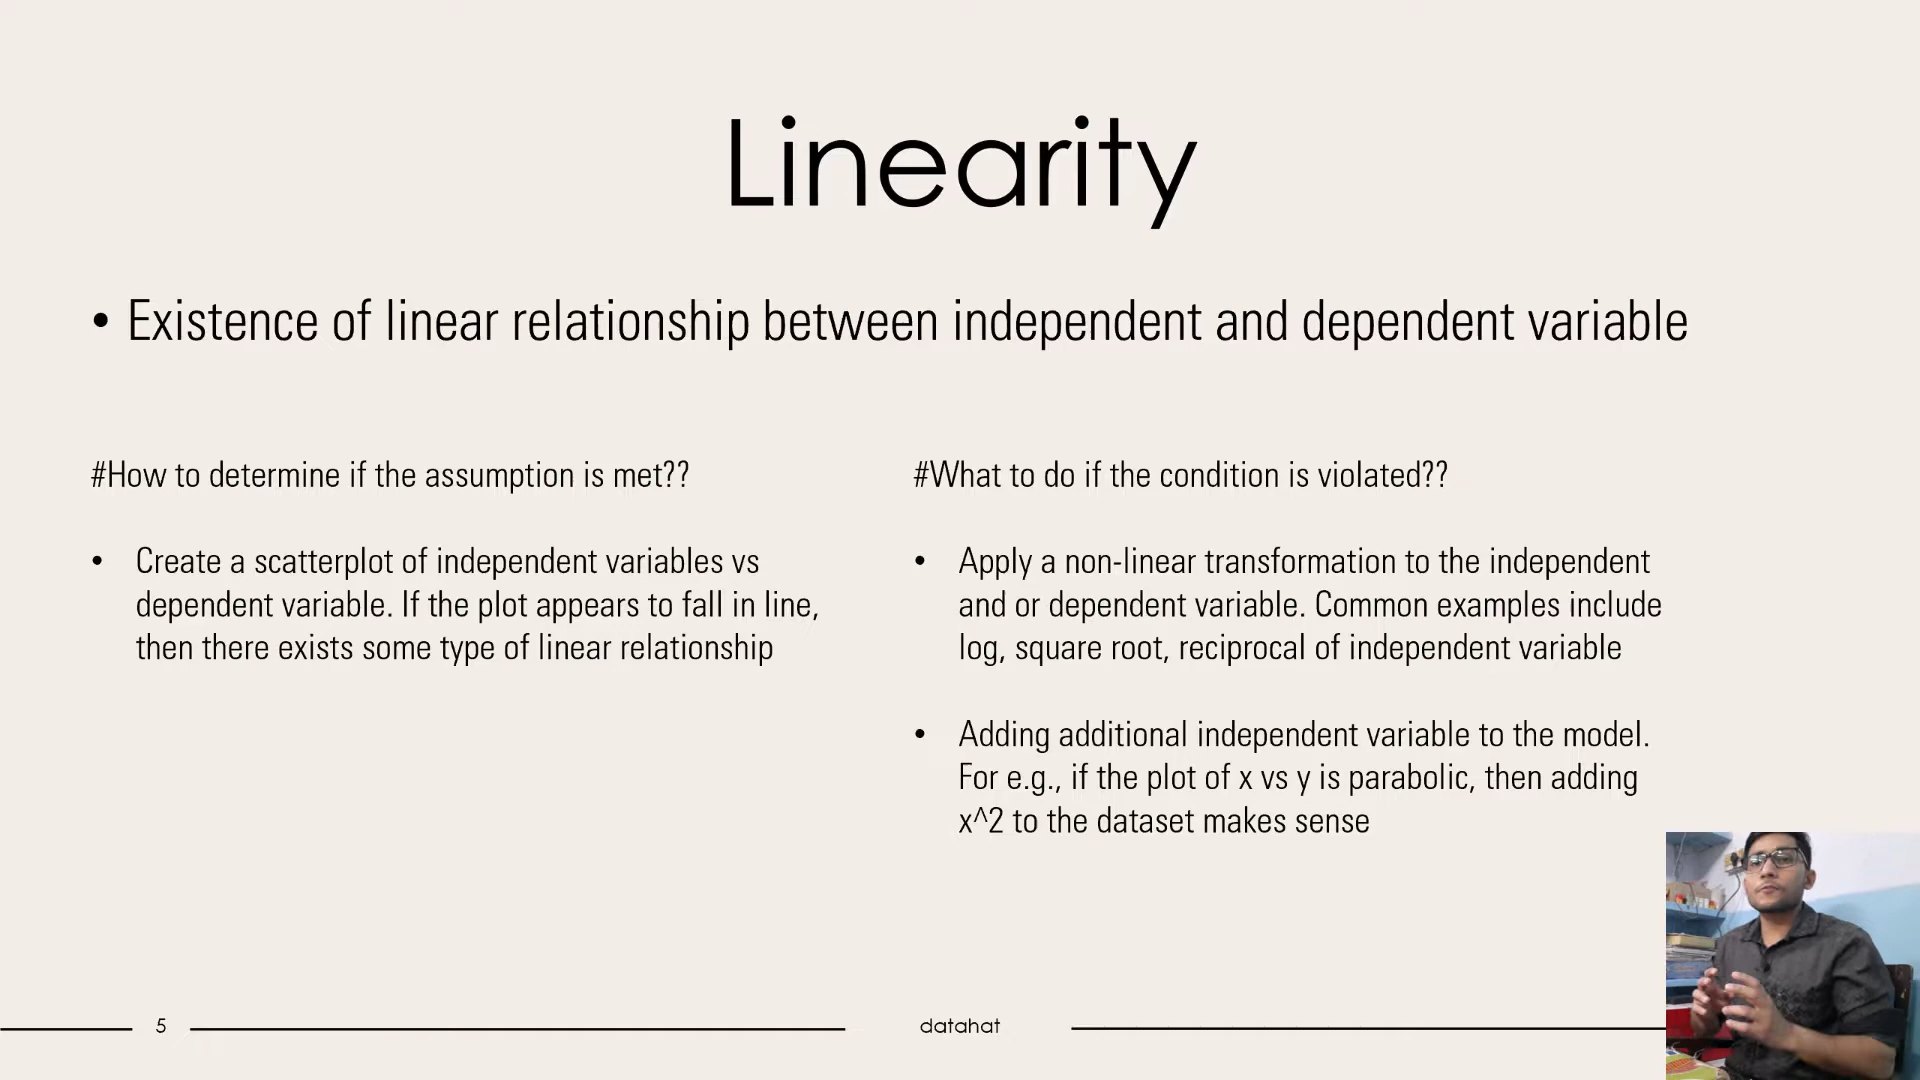 Linearity
• Existence of linear relationship between independent and dependent variable
#How to determine if the assumption is met??
• Create a scatterplot of independent variables vs
dependent variable. If the plot appears to fall in line,
then there exists some type of linear relationship
#What to do if the condition is violated??
• Apply a non-linear transformation to the independent
and or dependent variable. Common examples include
log, square root, reciprocal of independent variable
• Adding additional independent variable to the model.
For e.g., if the plot of x vs y is parabolic, then adding
x^2 to the dataset makes sense
5
datahat